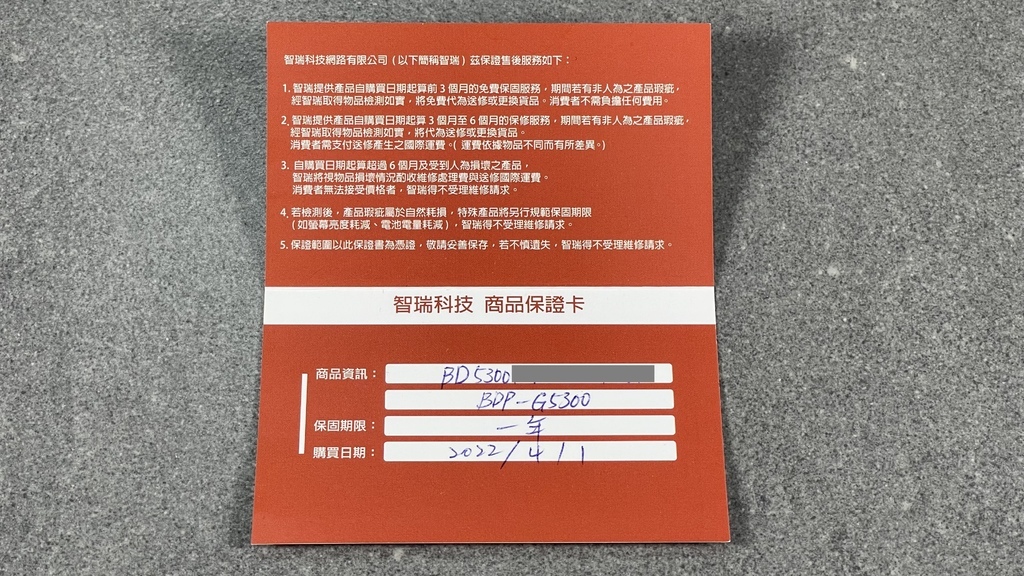 智瑞科技網路有限公司(以下簡稱智瑞)茲保證售後服務如下：
1. 智瑞提供產品自購買日期起算前3個月的免費保固服務，期間若有非人為之產品瑕疵，
經智瑞取得物品檢測如實，將免費代為送修或更換貨品。消費者不需負擔任何費用。
2. 智瑞提供產品自購買日期起算3個月至6個月的保修服務，期間若有非人為之產品瑕疵，
經智瑞取得物品檢測如實，將代為送修或更換貨品。
消費者需支付送修產生之國際運費。(運費依據物品不同而有所差異。)
3. 自購買日期起算超過6個月及受到人為損壞之產品，
智瑞將視物品損壞情況酌收維修處理費與送修國際運費。
消費者無法接受價格者，智瑞得不受理維修請求。
4. 若檢測後，產品瑕疵屬於自然耗損，特殊產品將另行規範保固期限
(如螢幕亮度耗減、電池電量耗減)，智瑞得不受理維修請求。
5. 保證範圍以此保證書為憑證，敬請妥善保存，若不慎遺失，智瑞得不受理維修請求。
智瑞科技 商品保證卡
商品資訊： BD5300
BDP-G5300
保固期限： 一年
購買日期： 2022/4/1